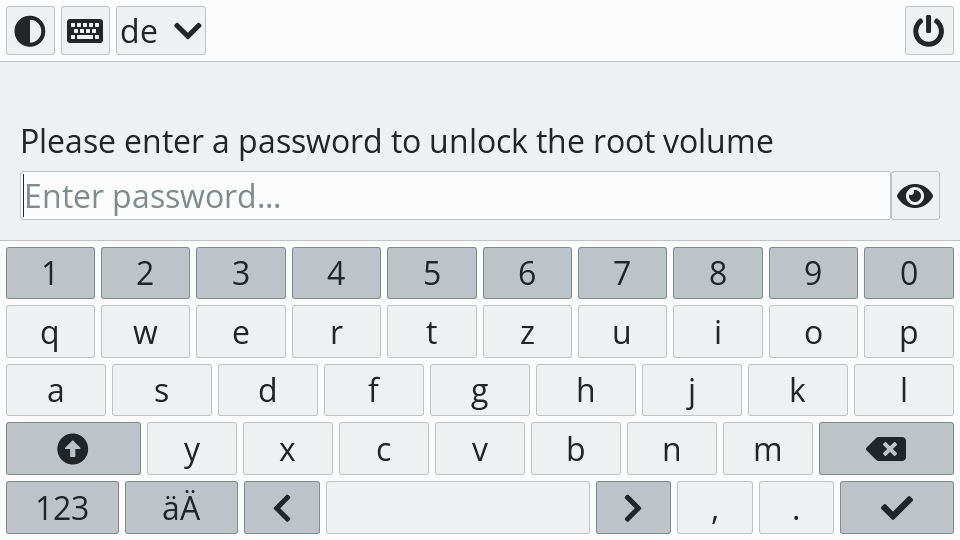 de
Please enter a password to unlock the root volume
Enter password...
1 2 3 4 5 6 7 8 9 0
q w e r t z u i o p
a s d f g h j k l
y x c v b n m
123 äÄ , .